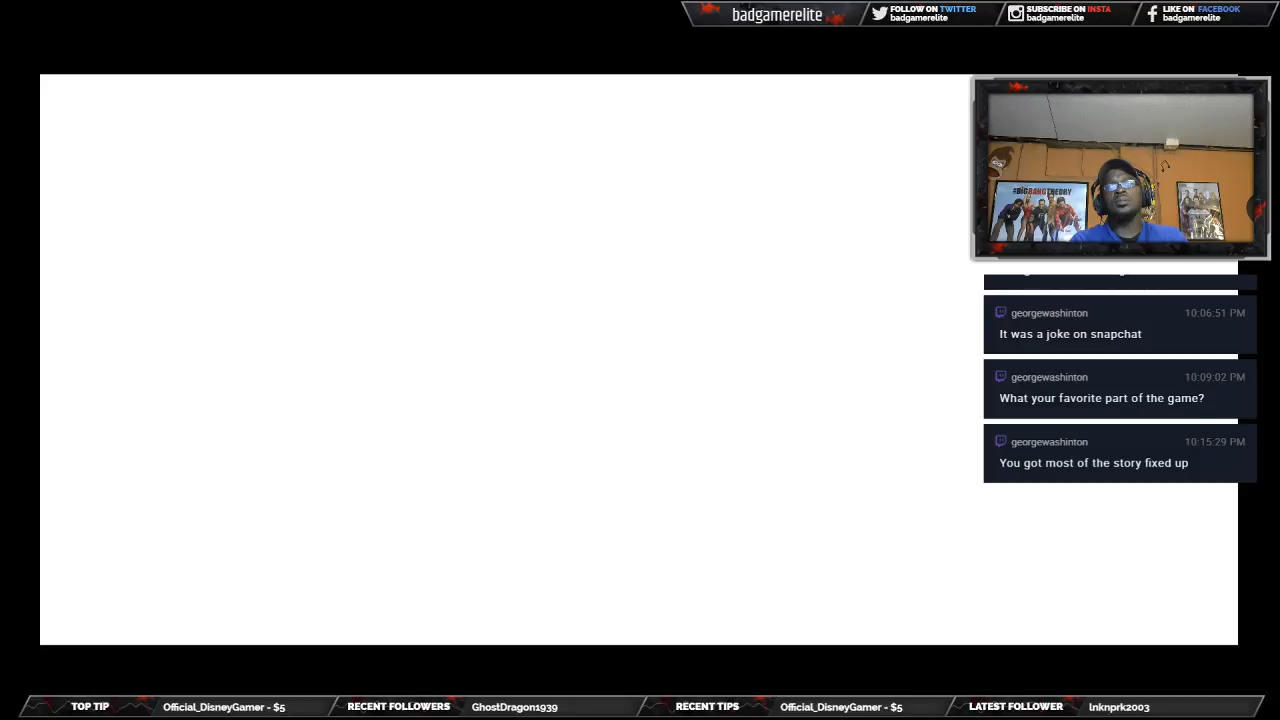 badgamerelite
FOLLOW ON TWITTER
badgamerelite
SUBSCRIBE ON INSTA
badgamerelite
LIKE ON FACEBOOK
badgamerelite
#BIGBANGTHEORY
georgewashinton 10:06:51 PM
It was a joke on snapchat
georgewashinton 10:09:02 PM
What your favorite part of the game?
georgewashinton 10:15:29 PM
You got most of the story fixed up
TOP TIP Official_DisneyGamer - $5
RECENT FOLLOWERS GhostDragon1939
RECENT TIPS Official_DisneyGamer - $5
LATEST FOLLOWER lnknprk2003